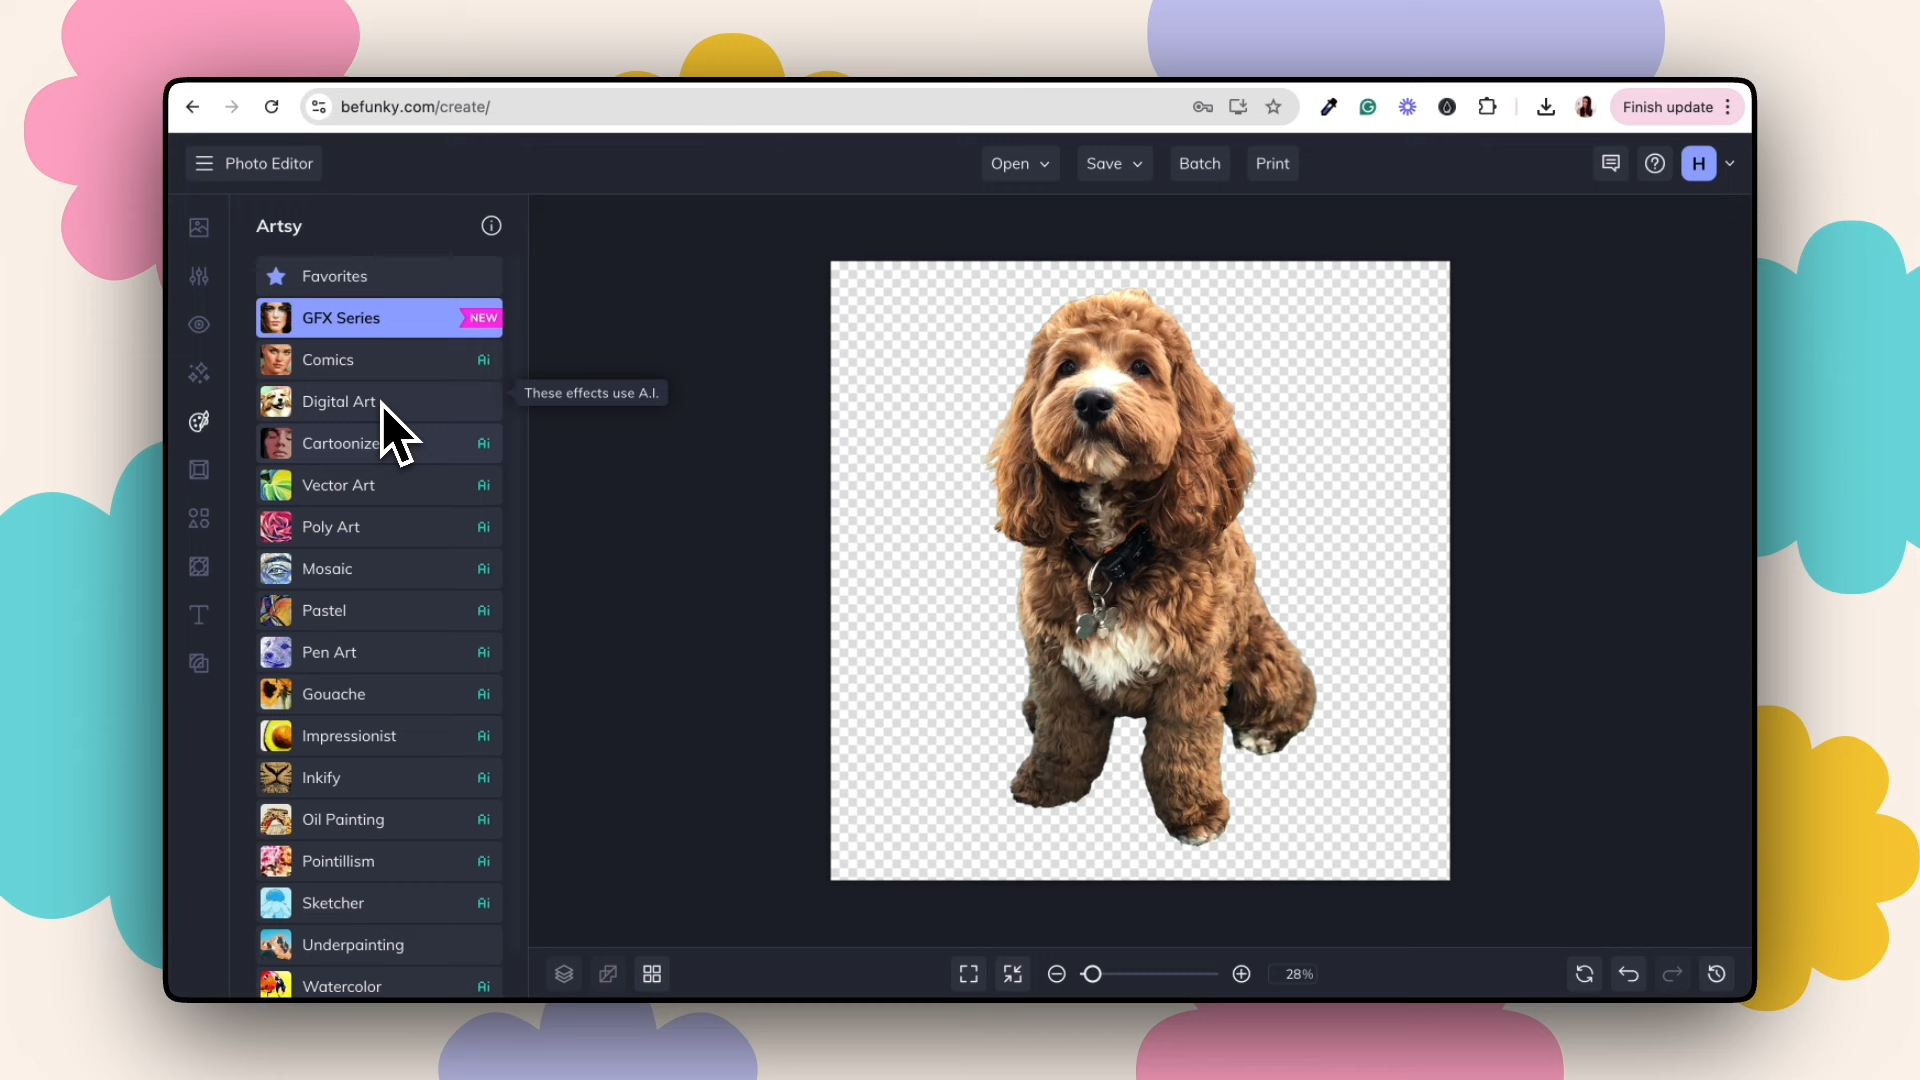 befunky.com/create/
Finish update
Photo Editor
Open
Save
Batch
Print
H
Artsy
Favorites
GFX Series
NEW
Comics
Ai
Digital Art
These effects use A.I.
Cartoonize
Ai
Vector Art
Ai
Poly Art
Ai
Mosaic
Ai
Pastel
Ai
Pen Art
Ai
Gouache
Ai
Impressionist
Ai
Inkify
Ai
Oil Painting
Ai
Pointillism
Ai
Sketcher
Ai
Underpainting
Watercolor
Ai
28%